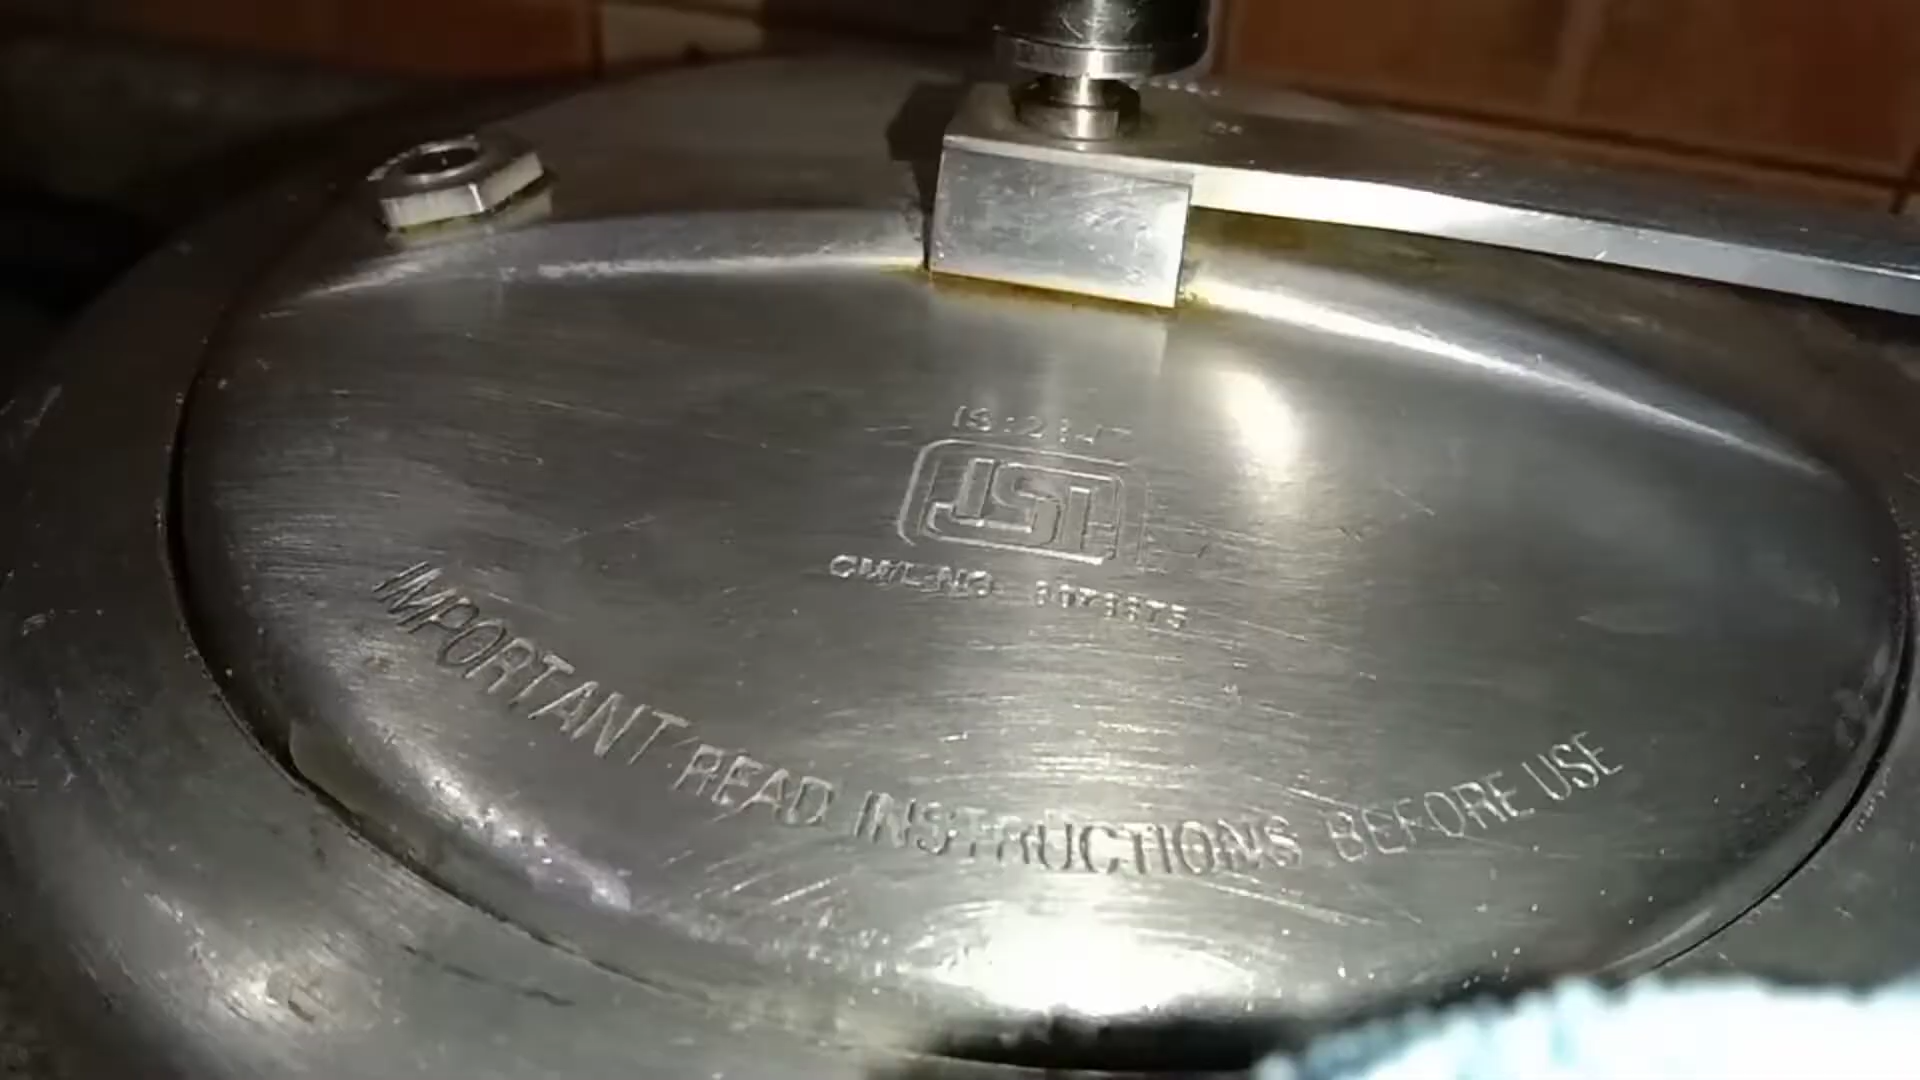 IS:2347
ISI
CM/L-NO
IMPORTANT READ INSTRUCTIONS BEFORE USE